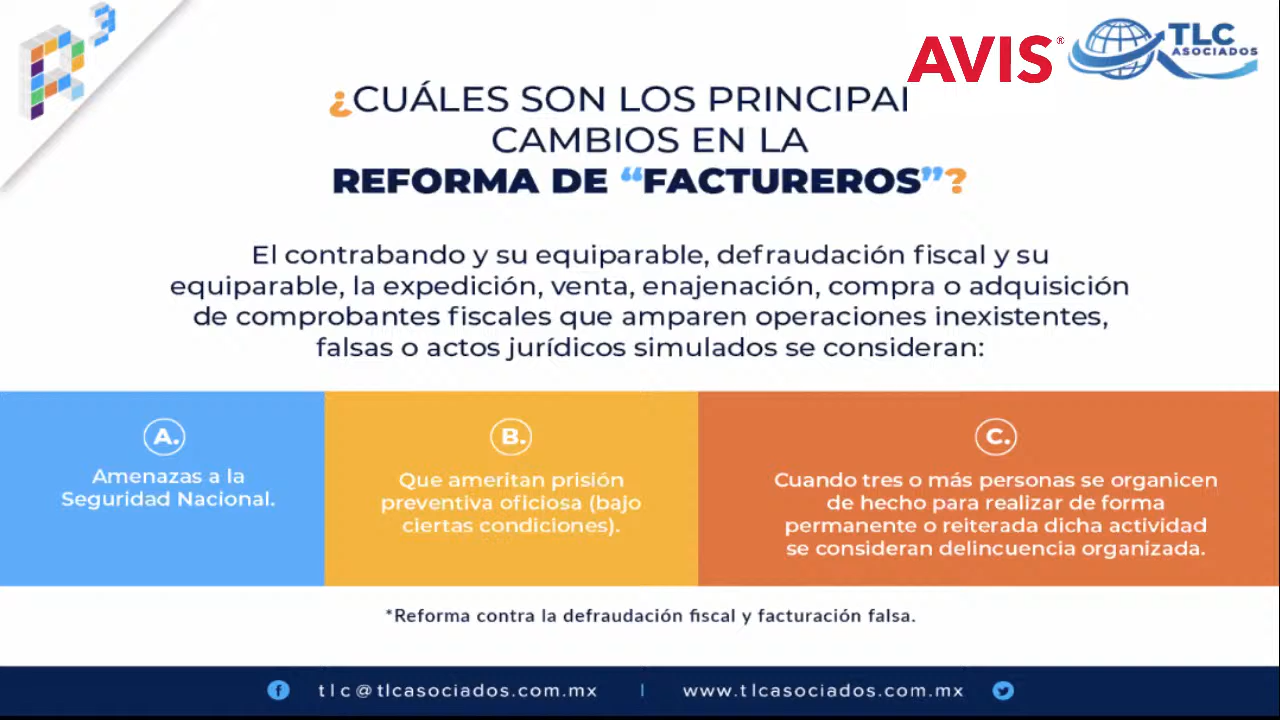 R3
AVIS®
TLC
ASOCIADOS
¿CUÁLES SON LOS PRINCIPA
CAMBIOS EN LA
REFORMA DE “FACTUREROS”?
El contrabando y su equiparable, defraudación fiscal y su
equiparable, la expedición, venta, enajenación, compra o adquisición
de comprobantes fiscales que amparen operaciones inexistentes,
falsas o actos jurídicos simulados se consideran:
A.
Amenazas a la
Seguridad Nacional.
B.
Que ameritan prisión
preventiva oficiosa (bajo
ciertas condiciones).
C.
Cuando tres o más personas se organicen
de hecho para realizar de forma
permanente o reiterada dicha actividad
se consideran delincuencia organizada.
*Reforma contra la defraudación fiscal y facturación falsa.
tlc@tlcasociados.com.mx | www.tlcasociados.com.mx